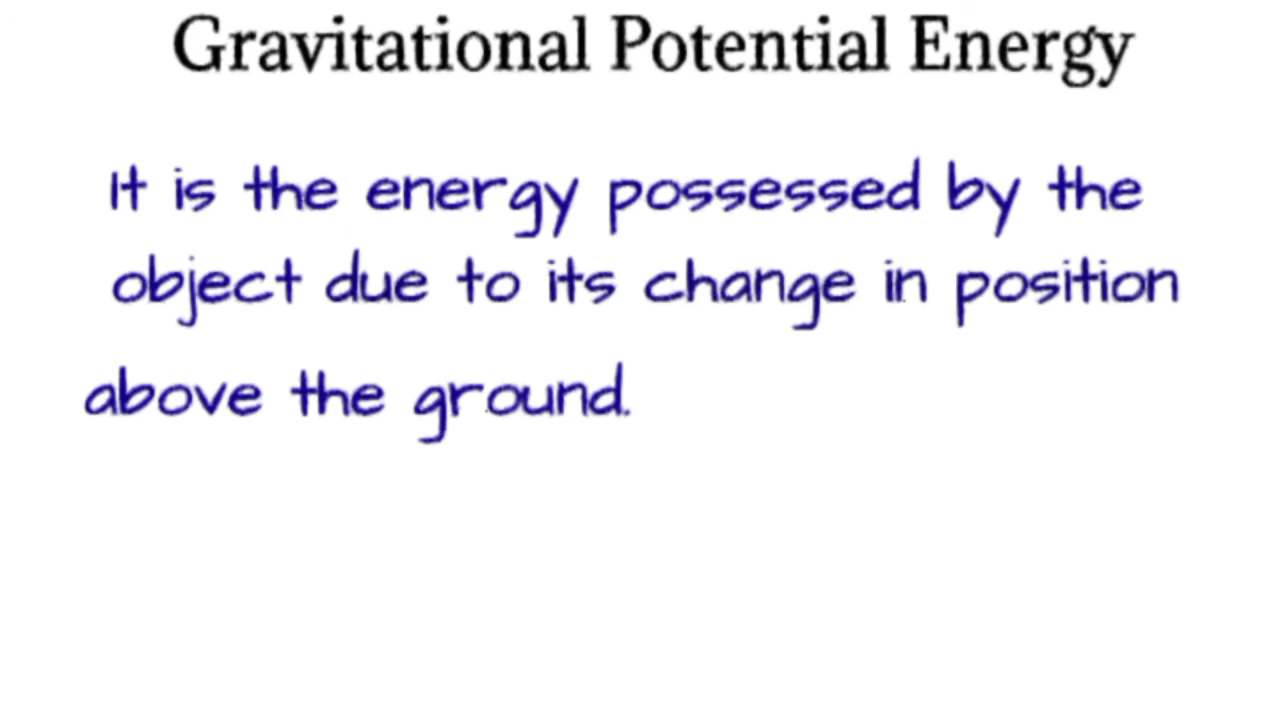 Gravitational Potential Energy
It is the energy possessed by the
object due to its change in position
above the ground.